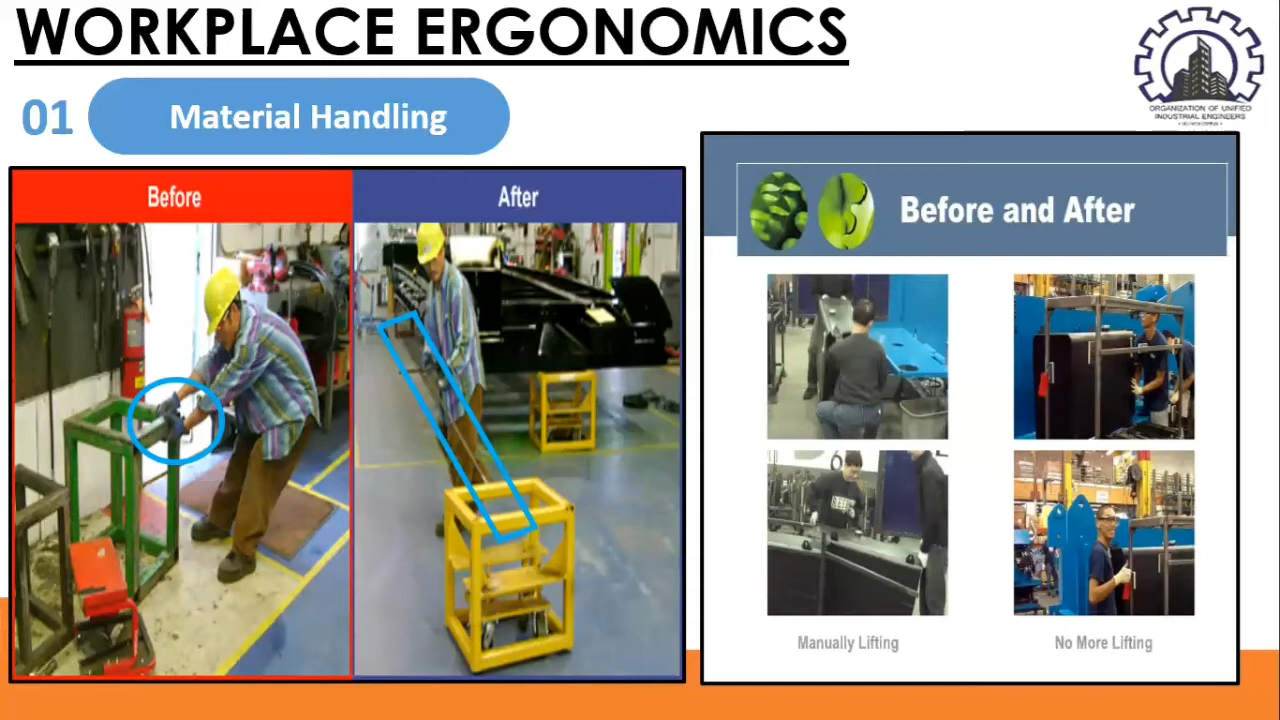 WORKPLACE ERGONOMICS
01
Material Handling
ORGANIZATION OF UNIFIED
INDUSTRIAL ENGINEERS
Before
After
Before and After
Manually Lifting
No More Lifting